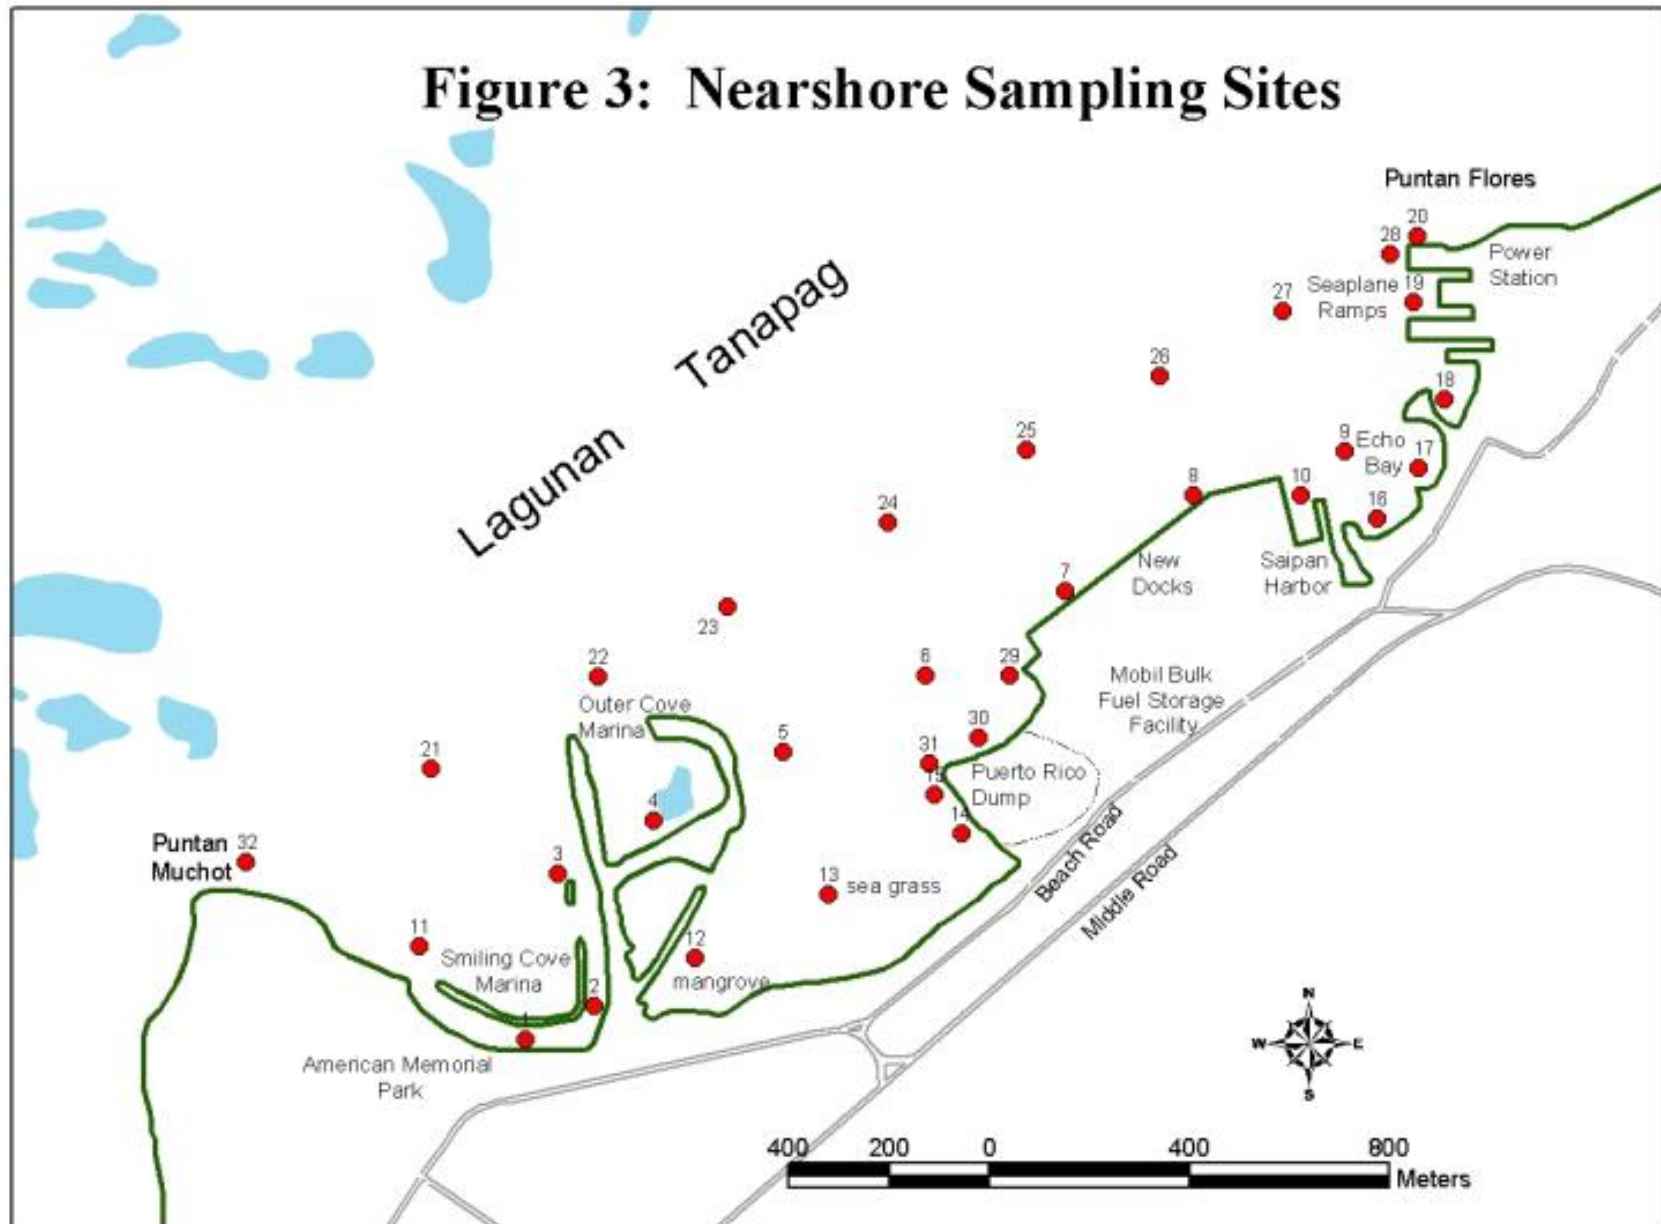 Figure 3: Nearshore Sampling Sites
Puntan Flores
20
28
Power
Station
Seaplane
Ramps
19
27
Lagunan Tanapag
26
18
25
9
Echo
Bay
17
8
10
16
24
New
Docks
Saipan
Harbor
7
23
22
6
29
Mobil Bulk
Fuel Storage
Facility
Outer Cove
Marina
30
5
21
31
Puerto Rico
Dump
15
4
14
Puntan
Muchot
32
3
13
sea grass
Beach Road
Middle Road
11
12
Smiling Cove
Marina
mangrove
2
1
American Memorial
Park
N
W
E
S
400 200 0 400 800
Meters